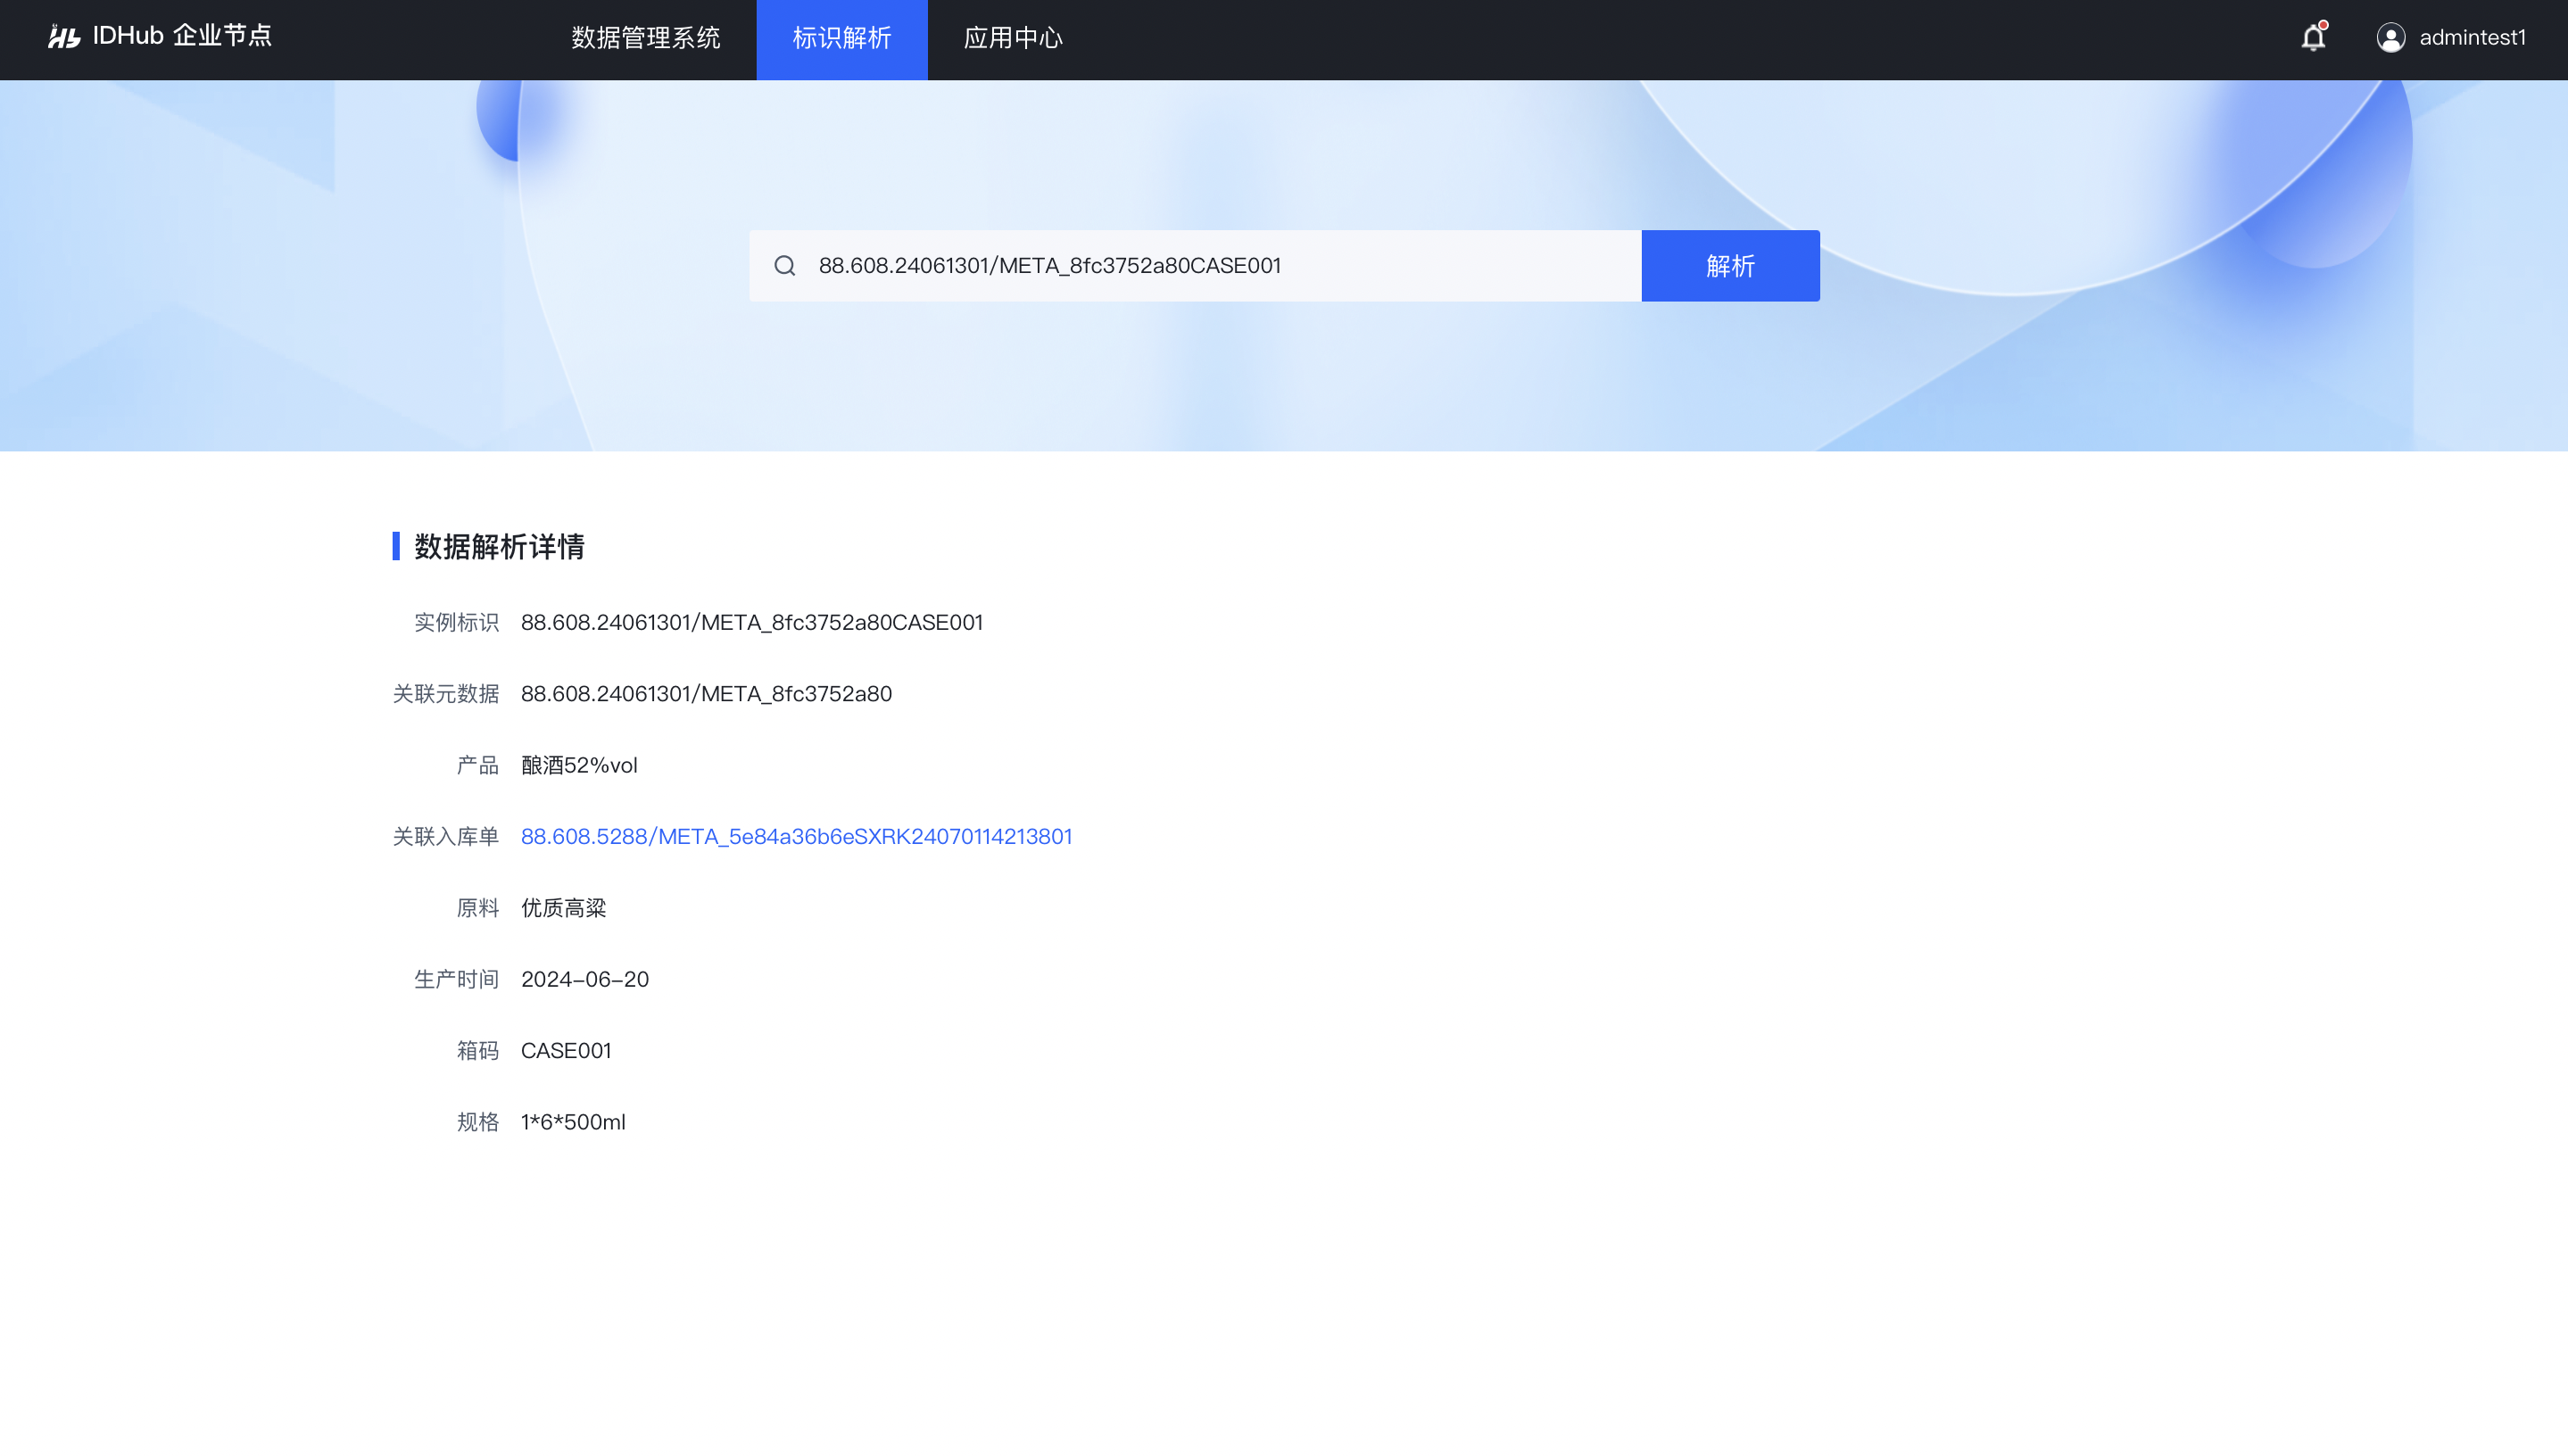 IDHub 企业节点
数据管理系统 标识解析 应用中心
admintest1
88.608.24061301/META_8fc3752a80CASE001 解析
数据解析详情
实例标识 88.608.24061301/META_8fc3752a80CASE001
关联元数据 88.608.24061301/META_8fc3752a80
产品 酿酒52%vol
关联入库单 88.608.5288/META_5e84a36b6eSXRK24070114213801
原料 优质高粱
生产时间 2024-06-20
箱码 CASE001
规格 1*6*500ml